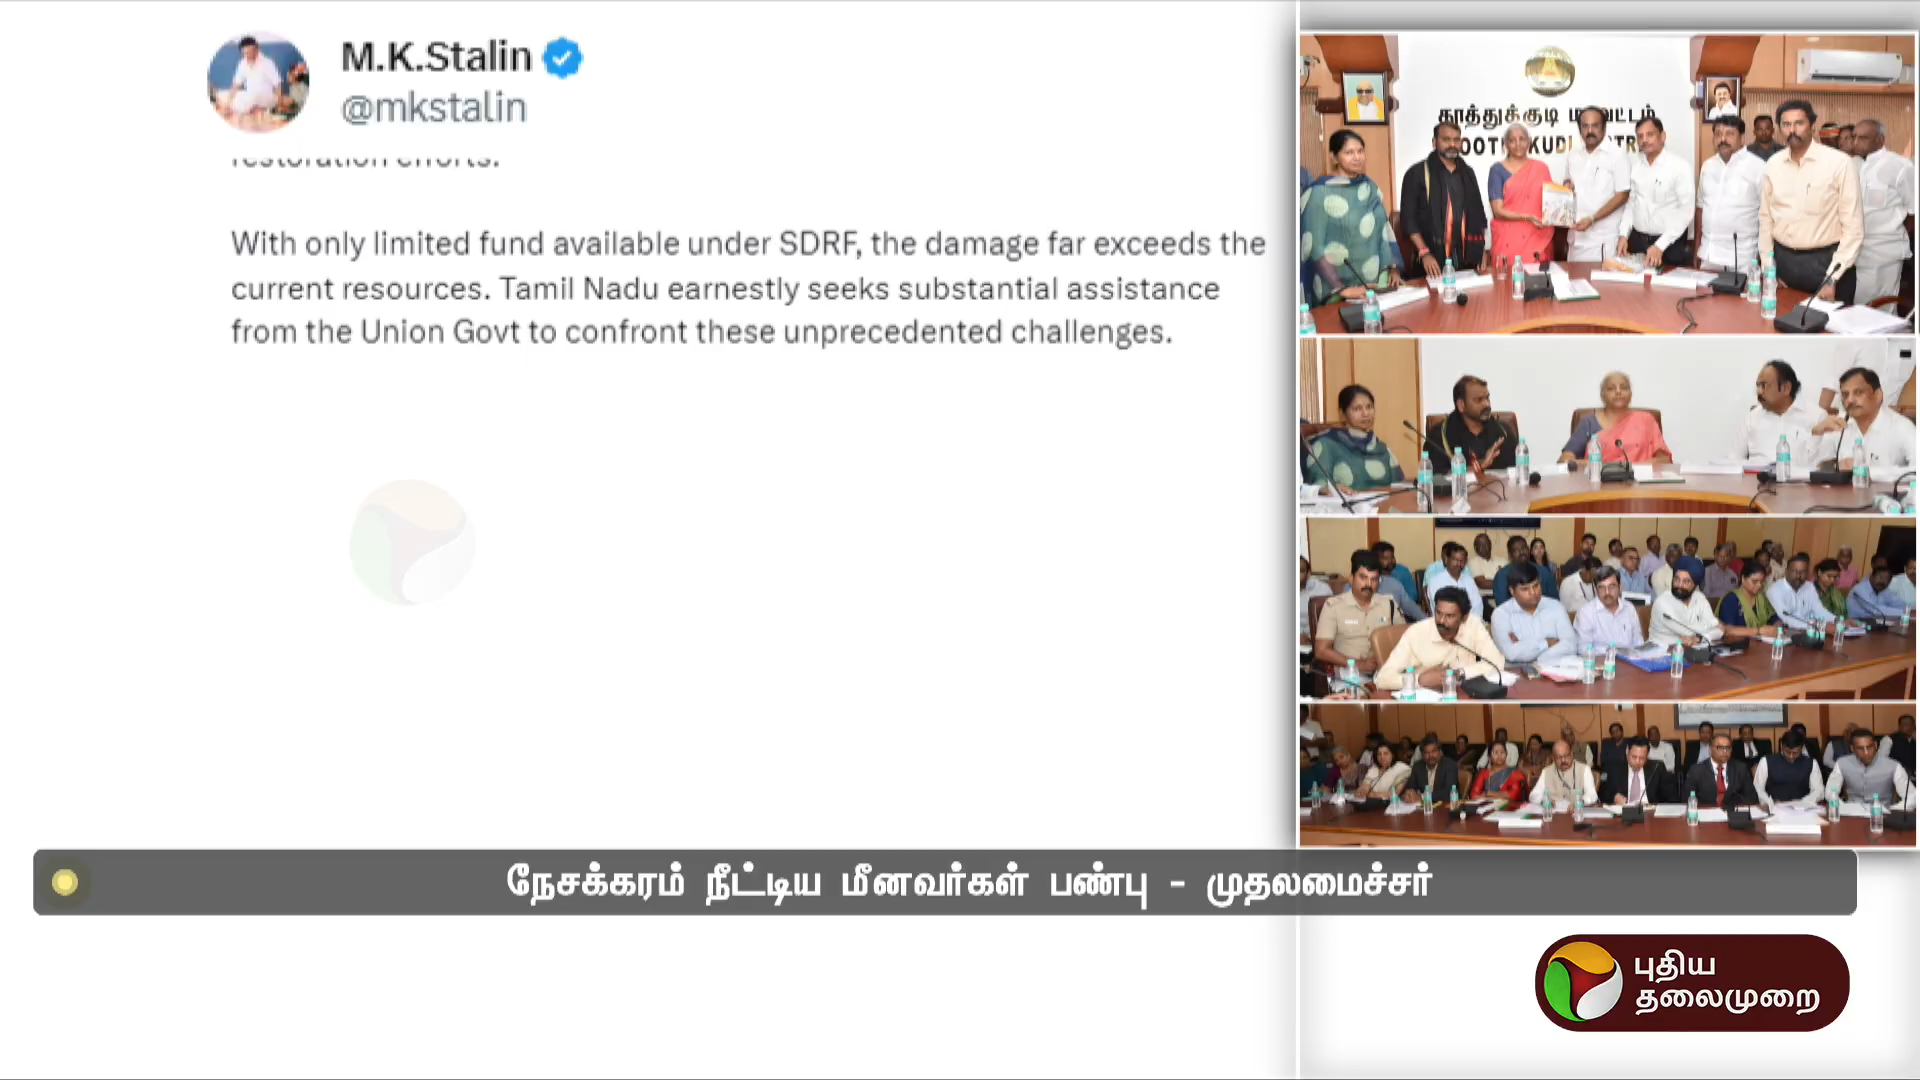 M.K.Stalin
@mkstalin
restoration efforts.
With only limited fund available under SDRF, the damage far exceeds the
current resources. Tamil Nadu earnestly seeks substantial assistance
from the Union Govt to confront these unprecedented challenges.
தூத்துக்குடி
நேசக்கரம் நீட்டிய மீனவர்கள் பண்பு - முதலமைச்சர்
புதிய
தலைமுறை